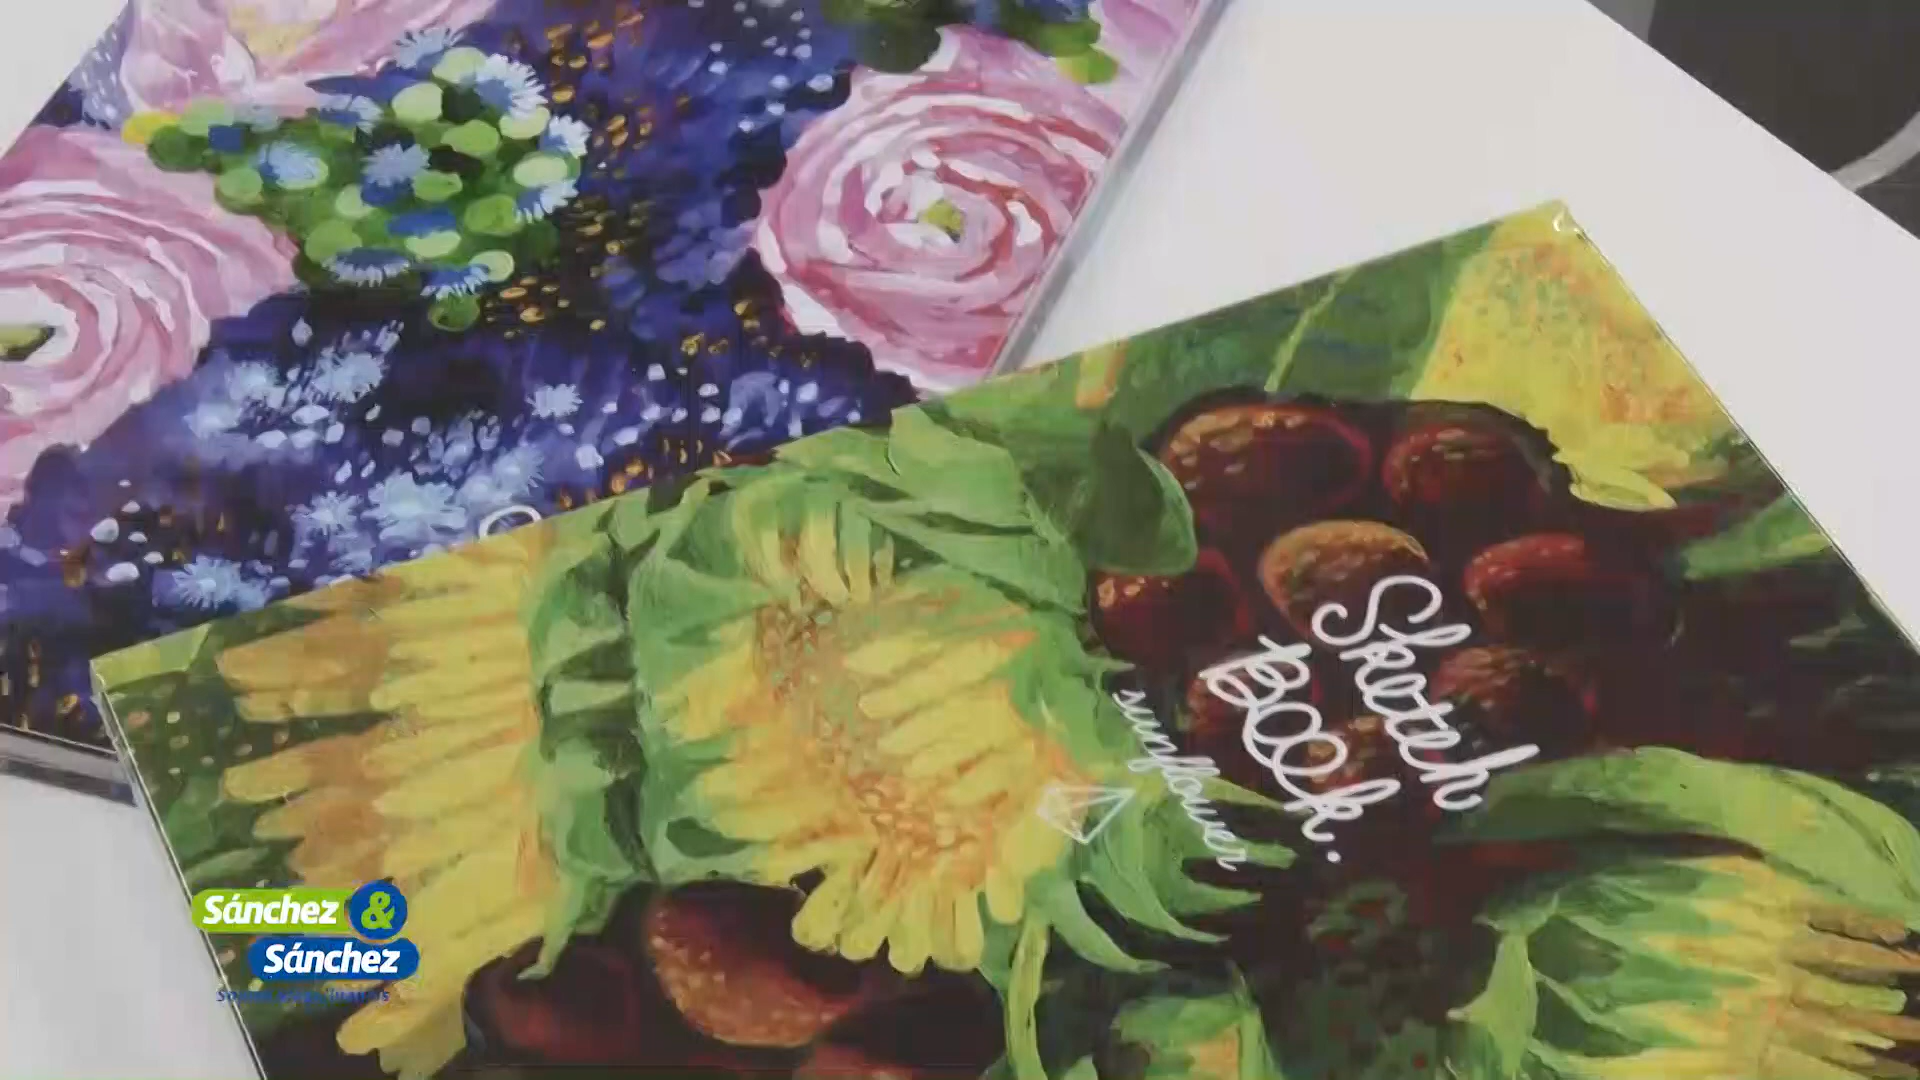 Sketch
Book.
sunflower
Sánchez &
Sánchez